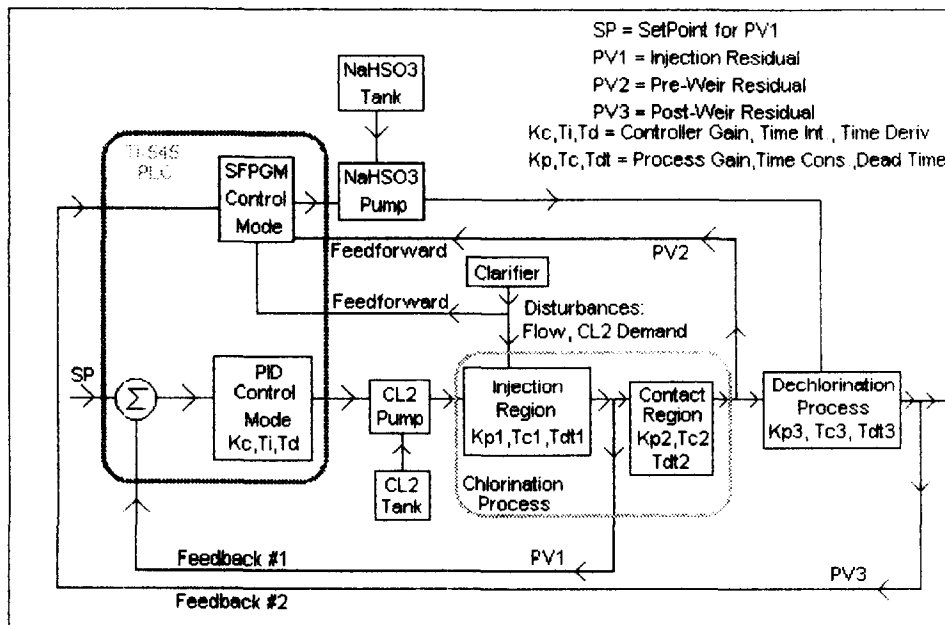 SP = SetPoint for PV1
PV1 = Injection Residual
PV2 = Pre-Weir Residual
PV3 = Post-Weir Residual
Kc,Ti,Td = Controller Gain, Time Int., Time Deriv
Kp,Tc,Tdt = Process Gain,Time Cons.,Dead Time
NaHSO3
Tank
TI-545
PLC
SFPGM
Control
Mode
NaHSO3
Pump
Feedforward
PV2
Clarifier
Feedforward
Disturbances:
Flow, CL2 Demand
SP
Σ
PID
Control
Mode
Kc,Ti,Td
CL2
Pump
Injection
Region
Kp1,Tc1,Tdt1
Contact
Region
Kp2,Tc2
Tdt2
Dechlorination
Process
Kp3, Tc3, Tdt3
CL2
Tank
Chlorination
Process
Feedback #1
PV1
PV3
Feedback #2